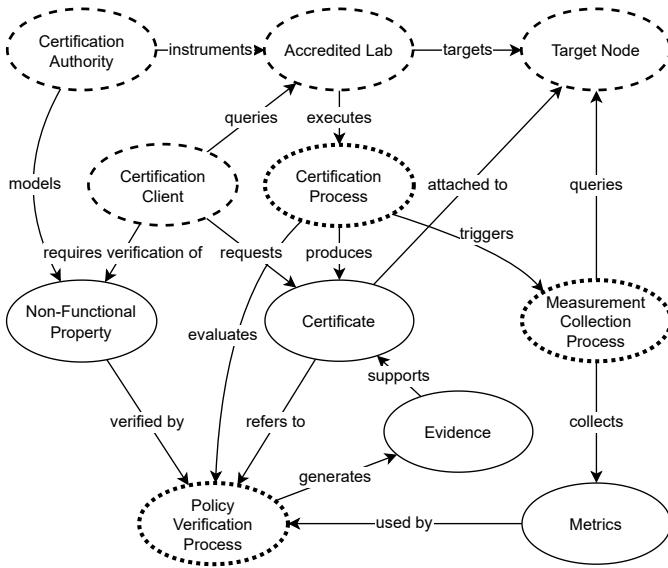 Certification
Authority
instruments
Accredited Lab
targets
Target Node
queries
executes
models
Certification
Client
Certification
Process
attached to
queries
requires verification of
requests
produces
triggers
Non-Functional
Property
evaluates
Certificate
Measurement
Collection
Process
supports
verified by
refers to
Evidence
collects
generates
Policy
Verification
Process
used by
Metrics